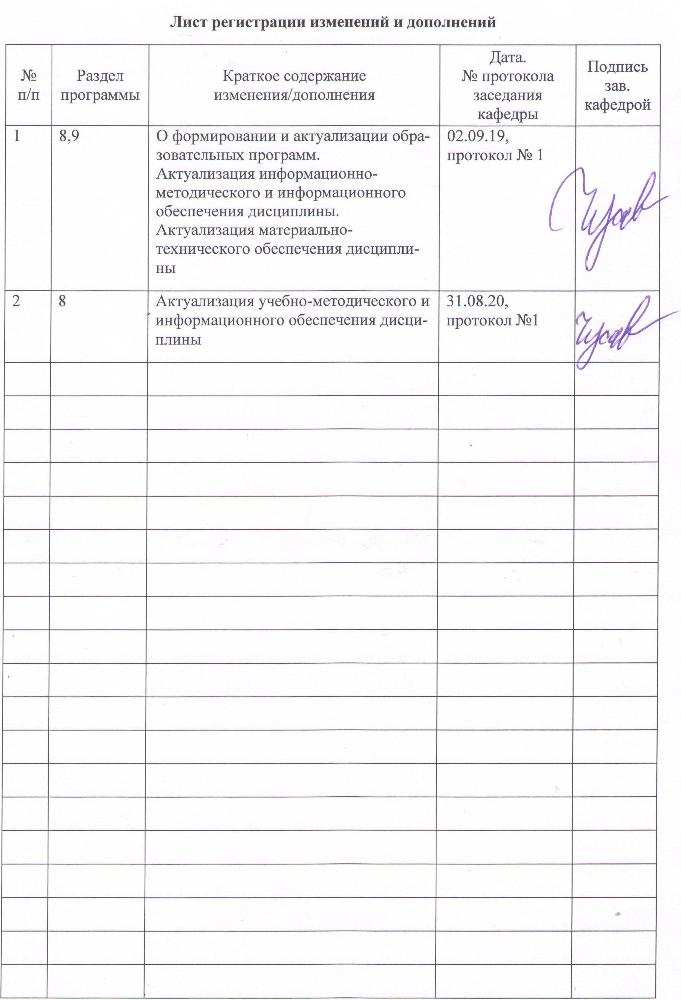 Лист регистрации изменений и дополнений
№
п/п
Раздел
программы
Краткое содержание
изменения/дополнения
Дата.
№ протокола
заседания
кафедры
Подпись
зав.
кафедрой
1
8,9
О формировании и актуализации обра-
зовательных программ.
Актуализация информационно-
методического и информационного
обеспечения дисциплины.
Актуализация материально-
технического обеспечения дисципли-
ны
02.09.19,
протокол № 1
2
8
Актуализация учебно-методического и
информационного обеспечения дисци-
плины
31.08.20,
протокол №1